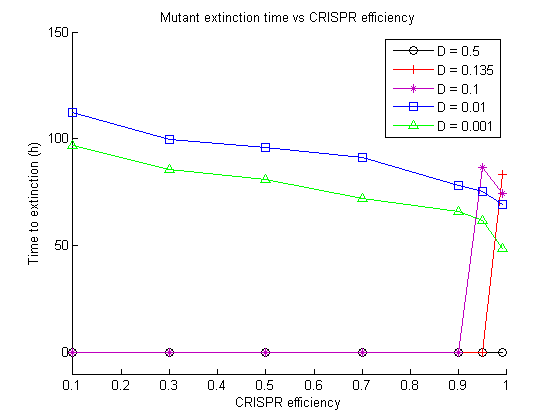 Mutant extinction time vs CRISPR efficiency
150
100
50
0
Time to extinction (h)
D = 0.5
D = 0.135
D = 0.1
D = 0.01
D = 0.001
0.1 0.2 0.3 0.4 0.5 0.6 0.7 0.8 0.9 1
CRISPR efficiency